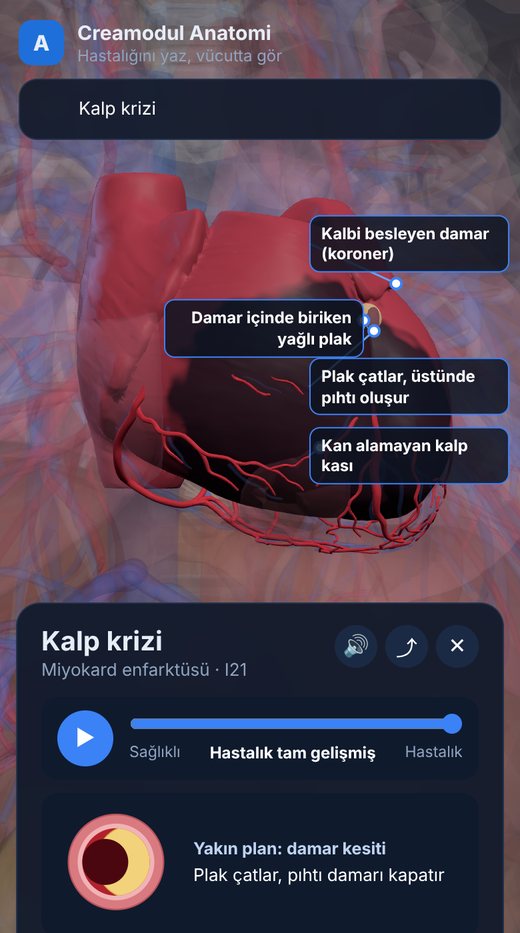 A
Creamodul Anatomi
Hastalığını yaz, vücutta gör
Kalp krizi
Kalbi besleyen damar
(koroner)
Damar içinde biriken
yağlı plak
Plak çatlar, üstünde
pıhtı oluşur
Kan alamayan kalp
kası
Kalp krizi
Miyokard enfarktüsü · I21
Sağlıklı
Hastalık tam gelişmiş
Hastalık
Yakın plan: damar kesiti
Plak çatlar, pıhtı damarı kapatır